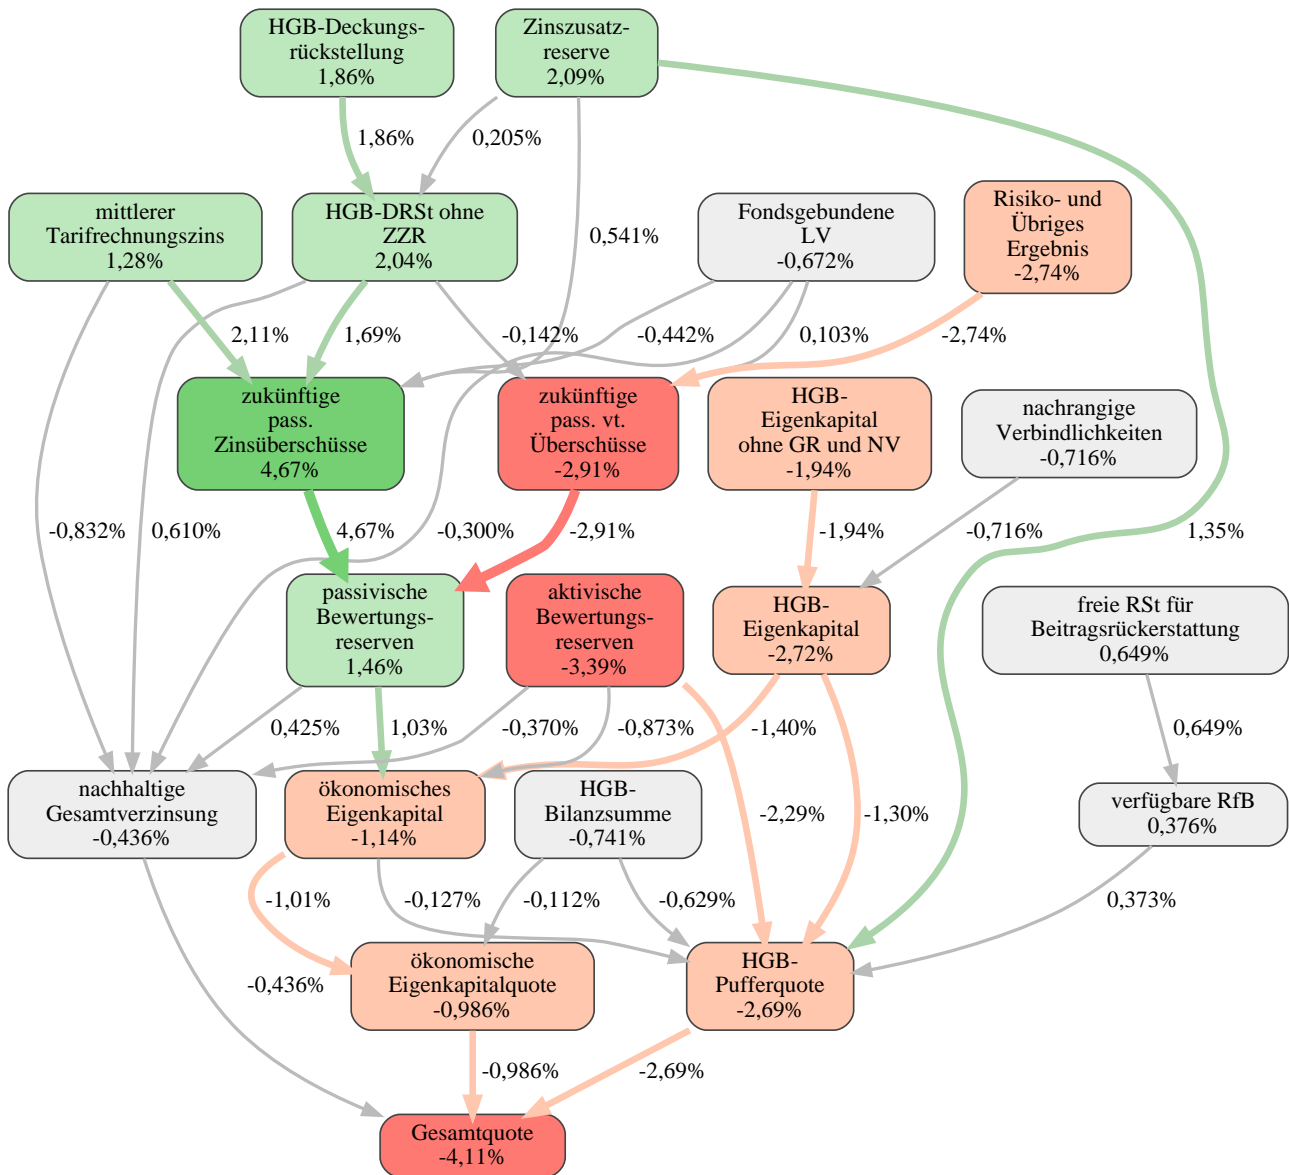 HGB-Deckungs-
rückstellung
1,86%
Zinszusatz-
reserve
2,09%
1,86%
0,205%
mittlerer
Tarifrechnungszins
1,28%
HGB-DRSt ohne
ZZR
2,04%
0,541%
Fondsgebundene
LV
-0,672%
Risiko- und
Übriges
Ergebnis
-2,74%
2,11%
1,69%
-0,142%
-0,442%
0,103%
-2,74%
zukünftige
pass.
Zinsüberschüsse
4,67%
zukünftige
pass. vt.
Überschüsse
-2,91%
HGB-
Eigenkapital
ohne GR und NV
-1,94%
nachrangige
Verbindlichkeiten
-0,716%
-0,832%
0,610%
4,67%
-0,300%
-2,91%
-1,94%
-0,716%
1,35%
passivische
Bewertungs-
reserven
1,46%
aktivische
Bewertungs-
reserven
-3,39%
HGB-
Eigenkapital
-2,72%
freie RSt für
Beitragsrückerstattung
0,649%
0,425%
1,03%
-0,370%
-0,873%
-1,40%
0,649%
nachhaltige
Gesamtverzinsung
-0,436%
ökonomisches
Eigenkapital
-1,14%
HGB-
Bilanzsumme
-0,741%
-2,29%
-1,30%
verfügbare RfB
0,376%
-1,01%
-0,127%
-0,112%
-0,629%
0,373%
-0,436%
ökonomische
Eigenkapitalquote
-0,986%
HGB-
Pufferquote
-2,69%
-0,986%
-2,69%
Gesamtquote
-4,11%